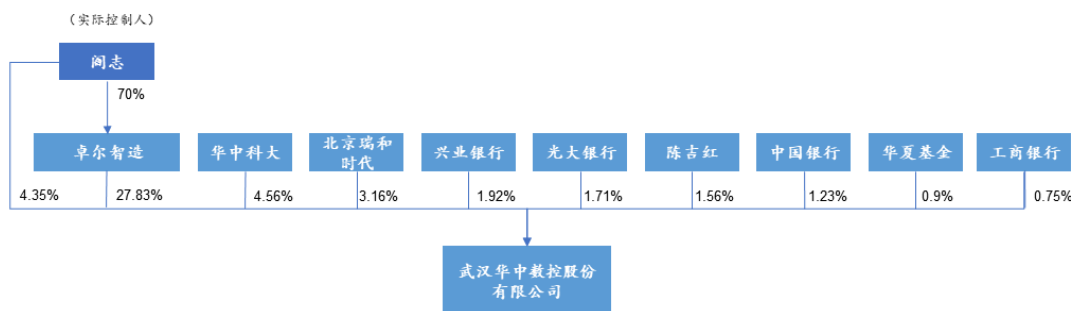 （实际控制人）
阎志
70%
卓尔智造
华中科大
北京瑞和
时代
兴业银行
光大银行
陈吉红
中国银行
华夏基金
工商银行
4.35%
27.83%
4.56%
3.16%
1.92%
1.71%
1.56%
1.23%
0.9%
0.75%
武汉华中数控股份
有限公司